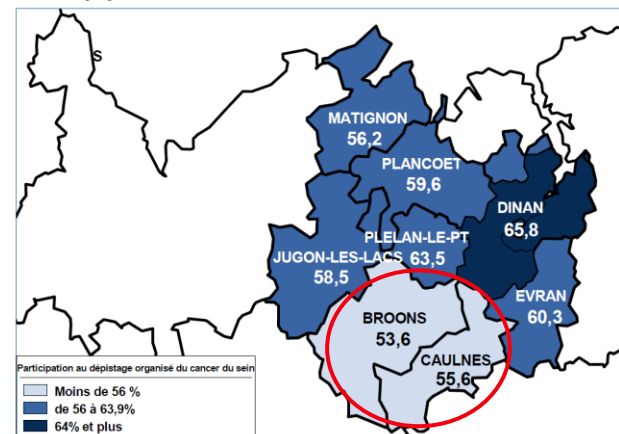 S
MATIGNON
56,2
PLANCOET
59,6
DINAN
65,8
PLELAN-LE-PT
63,5
JUGON-LES-LACS
58,5
EVRAN
60,3
BROONS
53,6
CAULNES
55,6
Participation au dépistage organisé du cancer du sein
Moins de 56 %
de 56 à 63,9%
64% et plus